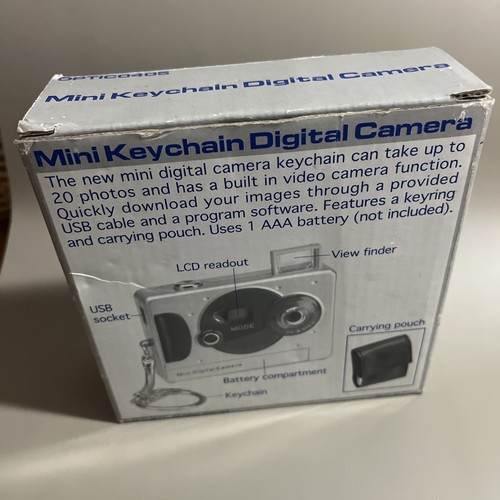 OPTIC0405
Mini Keychain Digital Camera
Mini Keychain Digital Camera
The new mini digital camera keychain can take up to
20 photos and has a built in video camera function.
Quickly download your images through a provided
USB cable and a program software. Features a keyring
and carrying pouch. Uses 1 AAA battery (not included).
LCD readout
View finder
USB
socket
MODE
Carrying pouch
Mini Digital Camera
Battery compartment
Keychain